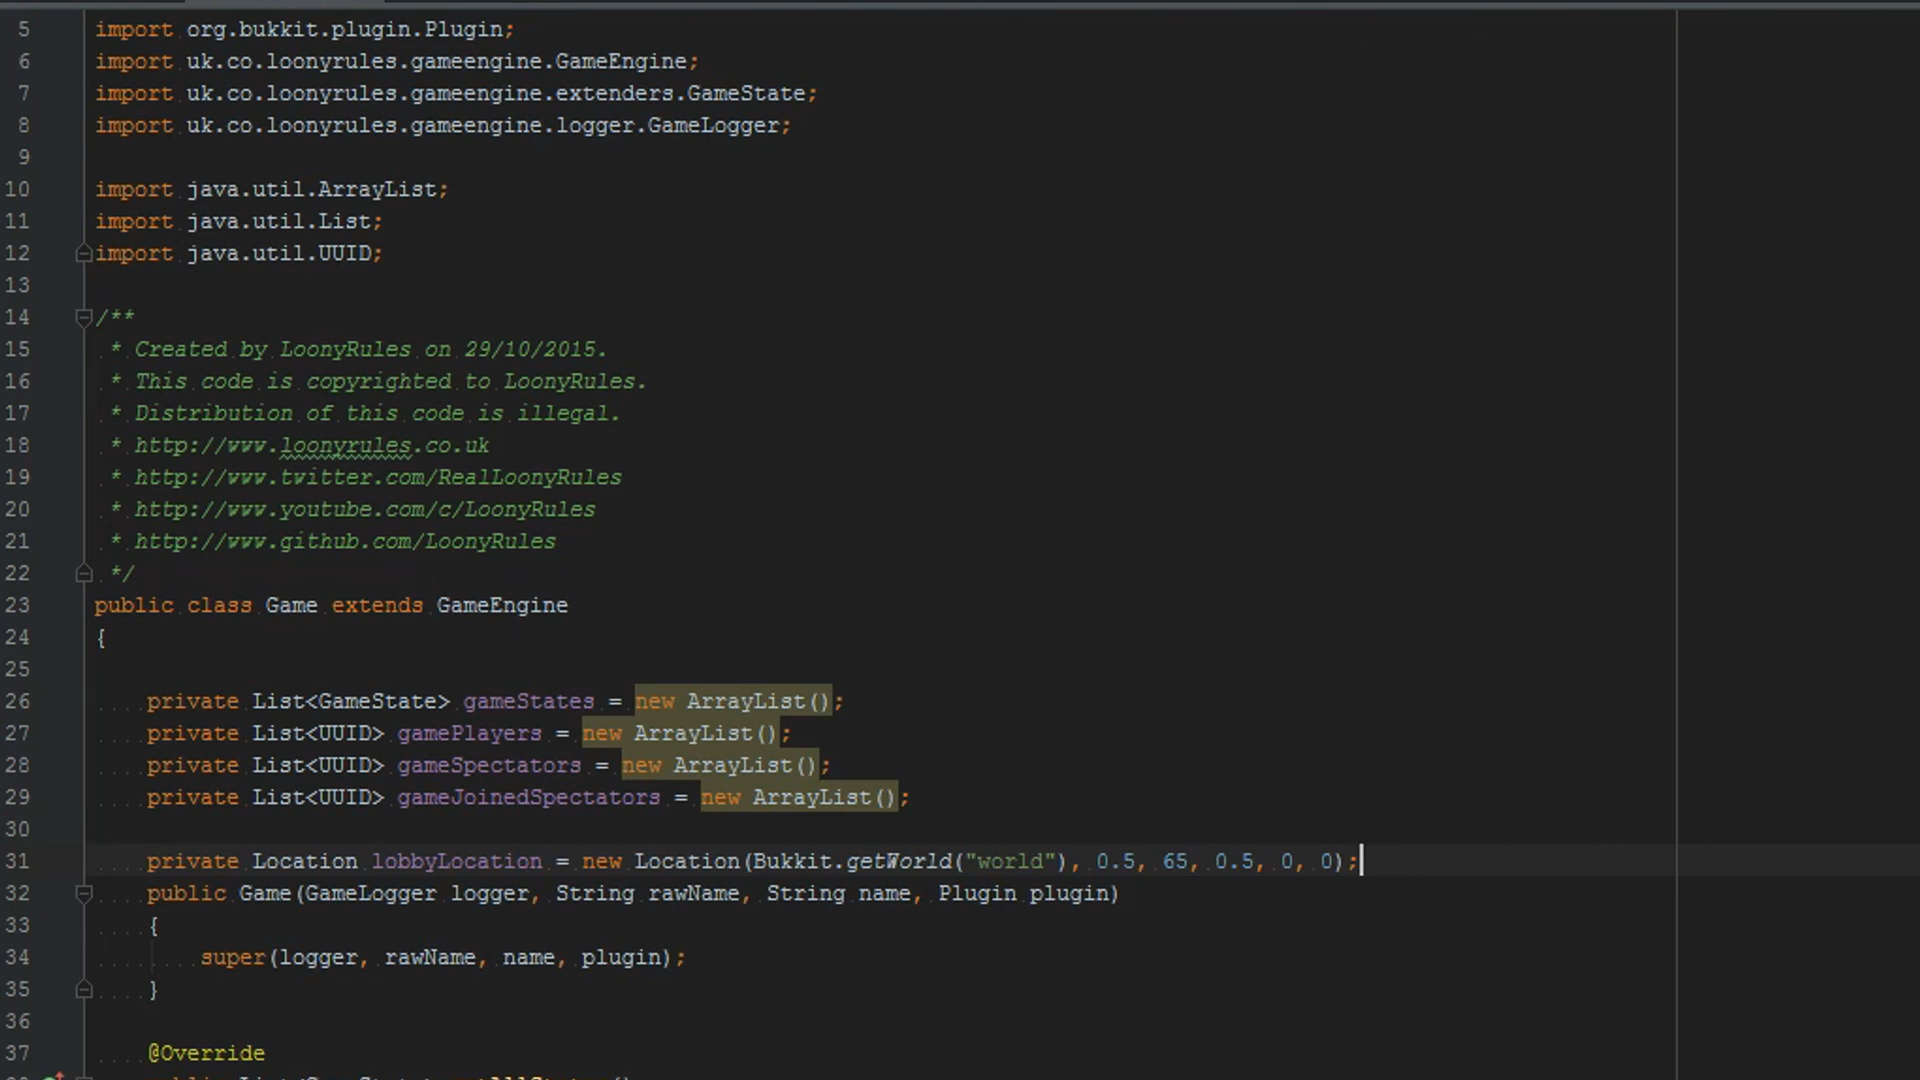 5 import org.bukkit.plugin.Plugin;
6 import uk.co.loonyrules.gameengine.GameEngine;
7 import uk.co.loonyrules.gameengine.extenders.GameState;
8 import uk.co.loonyrules.gameengine.logger.GameLogger;
9
10 import java.util.ArrayList;
11 import java.util.List;
12 import java.util.UUID;
13
14 /**
15 * Created by LoonyRules on 29/10/2015.
16 * This code is copyrighted to LoonyRules.
17 * Distribution of this code is illegal.
18 * http://www.loonyrules.co.uk
19 * http://www.twitter.com/RealLoonyRules
20 * http://www.youtube.com/c/LoonyRules
21 * http://www.github.com/LoonyRules
22 */
23 public class Game extends GameEngine
24 {
25
26 private List<GameState> gameStates = new ArrayList();
27 private List<UUID> gamePlayers = new ArrayList();
28 private List<UUID> gameSpectators = new ArrayList();
29 private List<UUID> gameJoinedSpectators = new ArrayList();
30
31 private Location lobbyLocation = new Location(Bukkit.getWorld("world"), 0.5, 65, 0.5, 0, 0);
32 public Game(GameLogger logger, String rawName, String name, Plugin plugin)
33 {
34 super(logger, rawName, name, plugin);
35 }
36
37 @Override